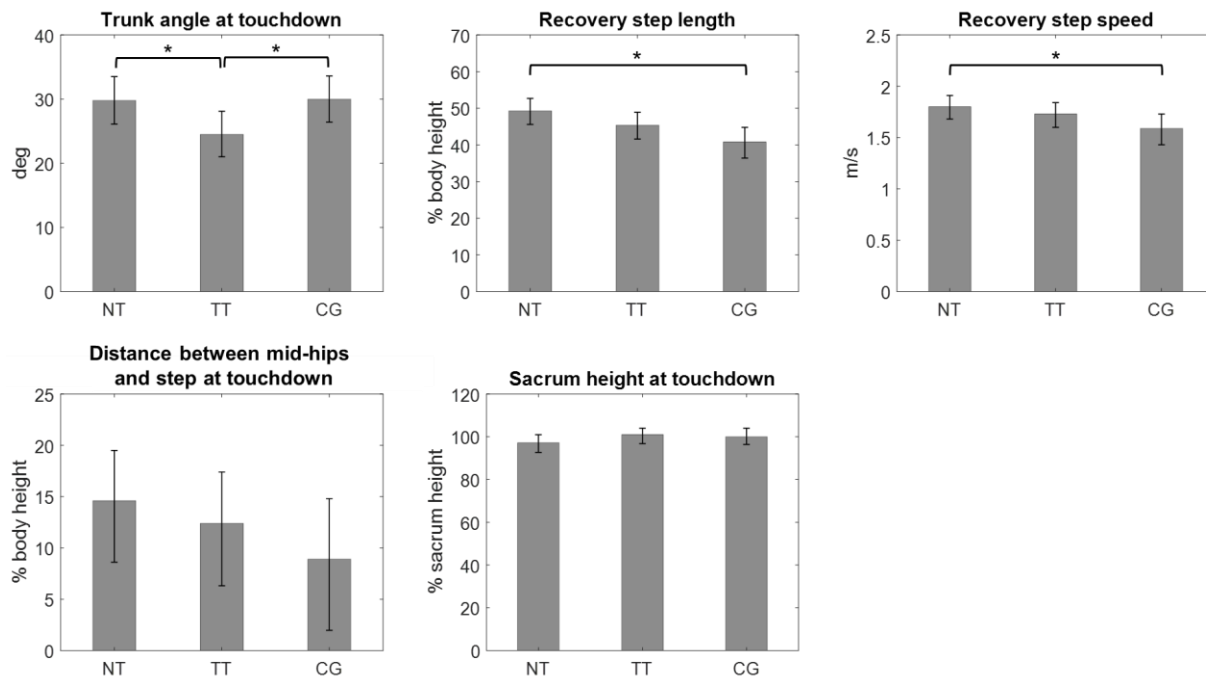 Trunk angle at touchdown
40
30
20
10
0
deg
*
*
NT TT CG
Recovery step length
70
60
50
40
30
20
10
0
% body height
*
NT TT CG
Recovery step speed
2.5
2
1.5
1
0.5
0
m/s
*
NT TT CG
Distance between mid-hips
and step at touchdown
25
20
15
10
5
0
% body height
NT TT CG
Sacrum height at touchdown
120
100
80
60
40
20
0
% sacrum height
NT TT CG